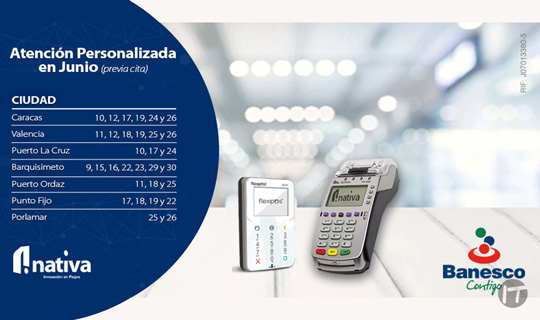 Atención Personalizada
en Junio (previa cita)
CIUDAD
Caracas 10, 12, 17, 19, 24 y 26
Valencia 11, 12, 18, 19, 25 y 26
Puerto La Cruz 10, 17 y 24
Barquisimeto 9, 15, 16, 22, 23, 29 y 30
Puerto Ordaz 11, 18 y 25
Punto Fijo 17, 18, 19 y 22
Porlamar 25 y 26
nativa
Innovación en Pagos
Flexipos
flexipos
nativa
RIF: J07013380-5
Banesco
Contigo
IT